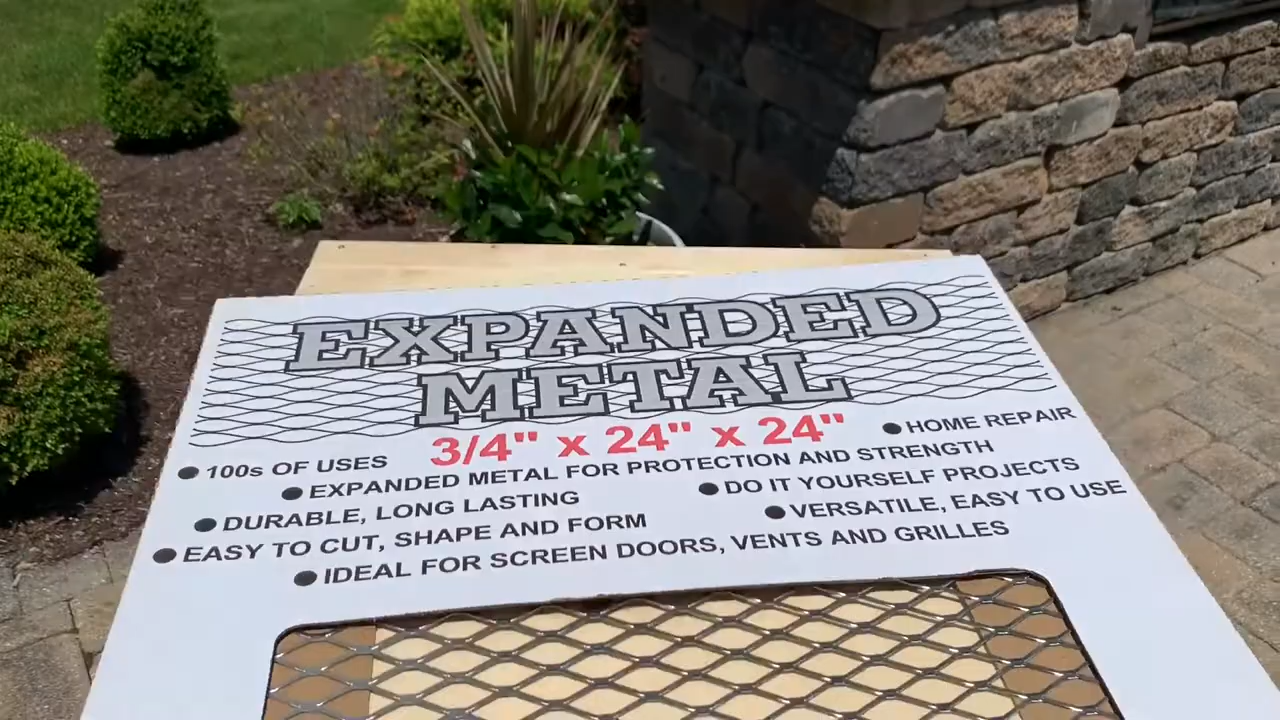 EXPANDED
METAL
3/4" x 24" x 24"
● HOME REPAIR
● 100s OF USES
● EXPANDED METAL FOR PROTECTION AND STRENGTH
● DURABLE, LONG LASTING
● DO IT YOURSELF PROJECTS
● EASY TO CUT, SHAPE AND FORM
● VERSATILE, EASY TO USE
● IDEAL FOR SCREEN DOORS, VENTS AND GRILLES